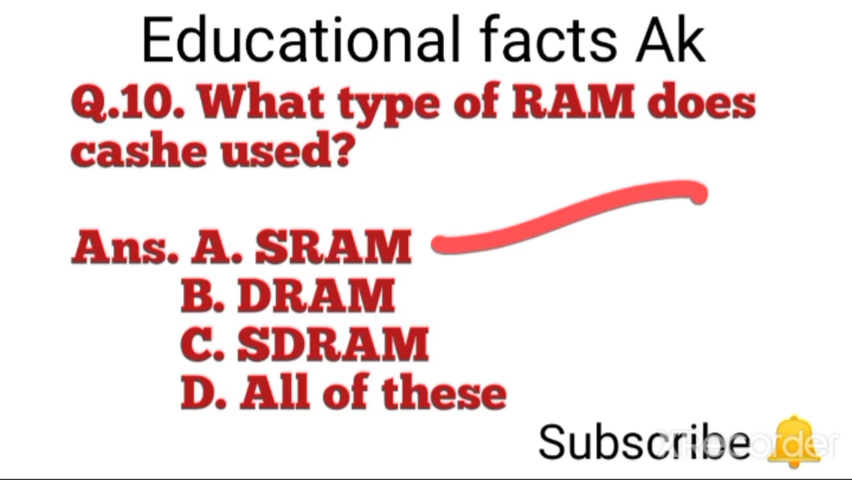 Educational facts Ak
Q.10. What type of RAM does
cashe used?
Ans. A. SRAM
B. DRAM
C. SDRAM
D. All of these
Subscribe
XRecorder